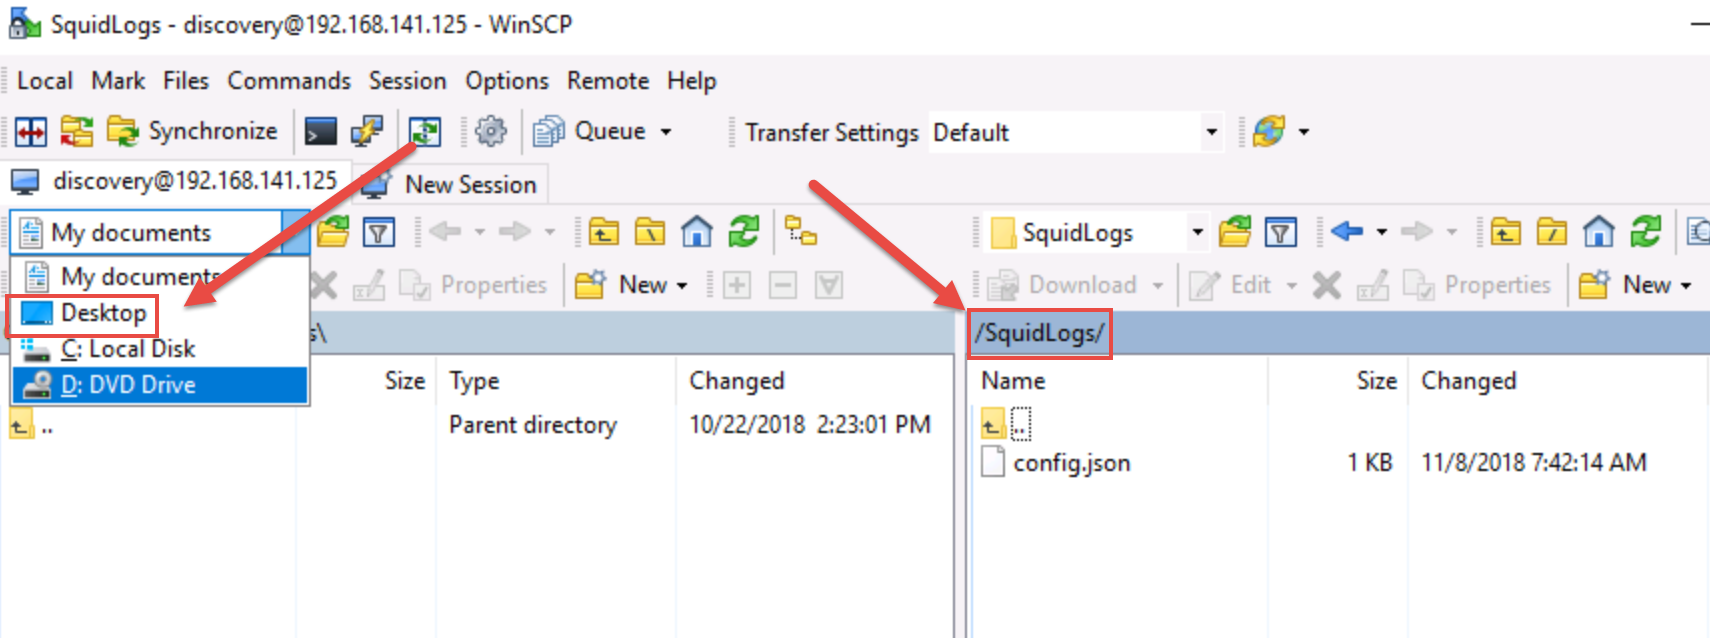 SquidLogs - discovery@192.168.141.125 - WinSCP
Local Mark Files Commands Session Options Remote Help
Synchronize Queue Transfer Settings Default
discovery@192.168.141.125 New Session
My documents SquidLogs
My documents Properties New Download Edit Properties New
Desktop s\ /SquidLogs/
C: Local Disk
D: DVD Drive Size Type Changed Name Size Changed
.. Parent directory 10/22/2018 2:23:01 PM ..
config.json 1 KB 11/8/2018 7:42:14 AM